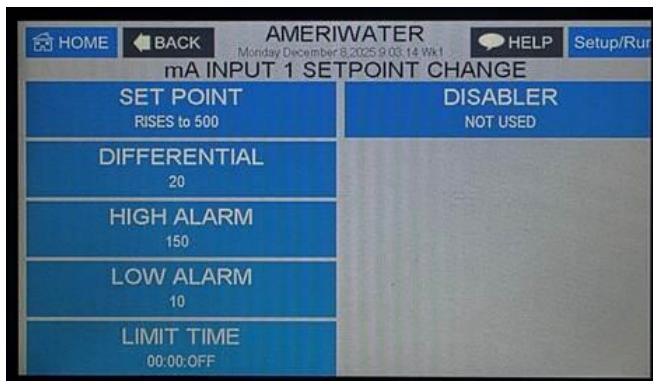 HOME
BACK
AMERIWATER
Monday December 8,2025 9:03:14 Wk1
HELP
Setup/Run
mA INPUT 1 SETPOINT CHANGE
SET POINT
RISES to 500
DISABLER
NOT USED
DIFFERENTIAL
20
HIGH ALARM
150
LOW ALARM
10
LIMIT TIME
00:00:OFF